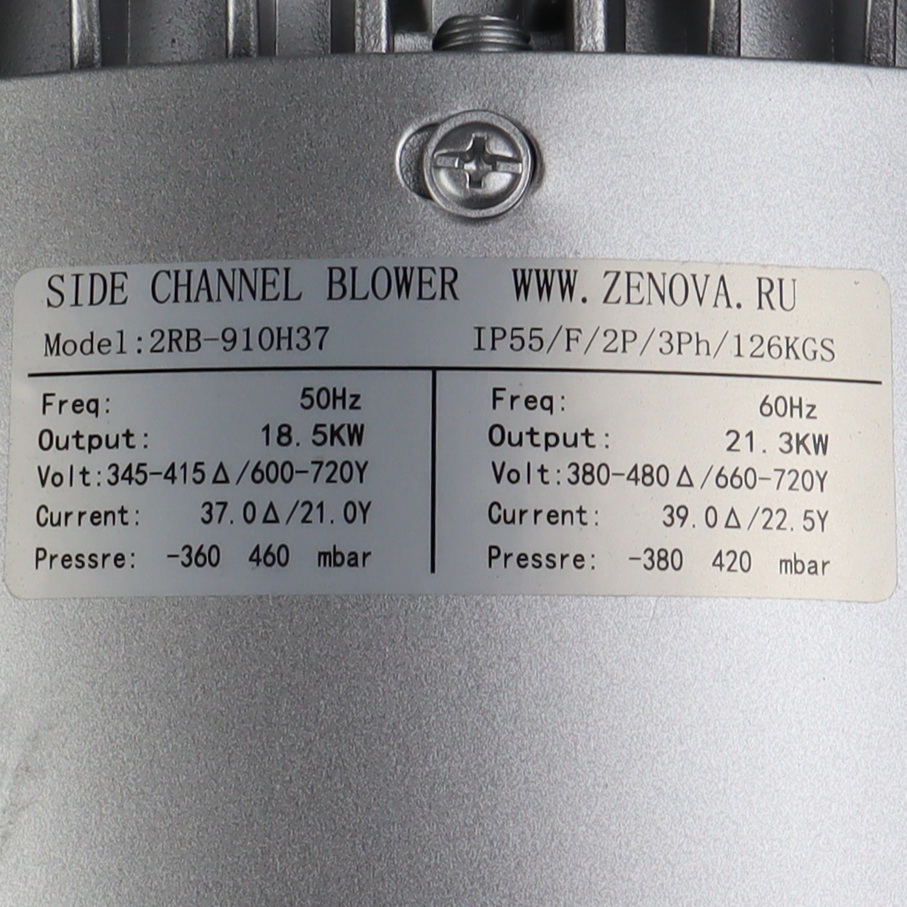 SIDE CHANNEL BLOWER WWW.ZENOVA.RU
Model:2RB-910H37 IP55/F/2P/3Ph/126KGS
Freq: 50Hz
Output: 18.5KW
Volt:345-415Δ/600-720Y
Current: 37.0Δ/21.0Y
Pressre: -360 460 mbar
Freq: 60Hz
Output: 21.3KW
Volt:380-480Δ/660-720Y
Current: 39.0Δ/22.5Y
Pressre: -380 420 mbar